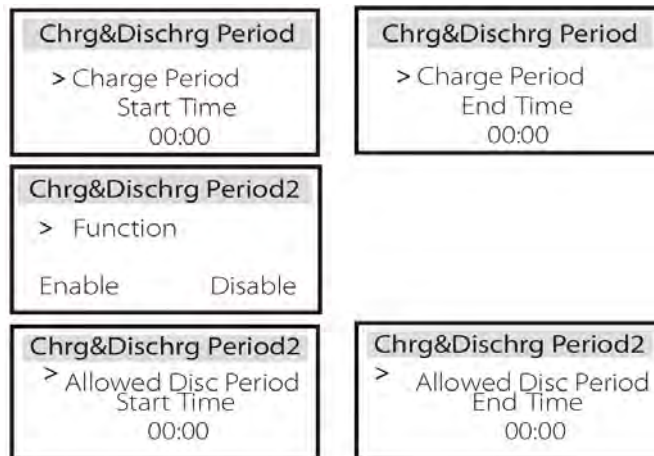 Chrg&Dischrg Period
> Charge Period
Start Time
00:00
Chrg&Dischrg Period
> Charge Period
End Time
00:00
Chrg&Dischrg Period2
> Function
Enable Disable
Chrg&Dischrg Period2
> Allowed Disc Period
Start Time
00:00
Chrg&Dischrg Period2
> Allowed Disc Period
End Time
00:00